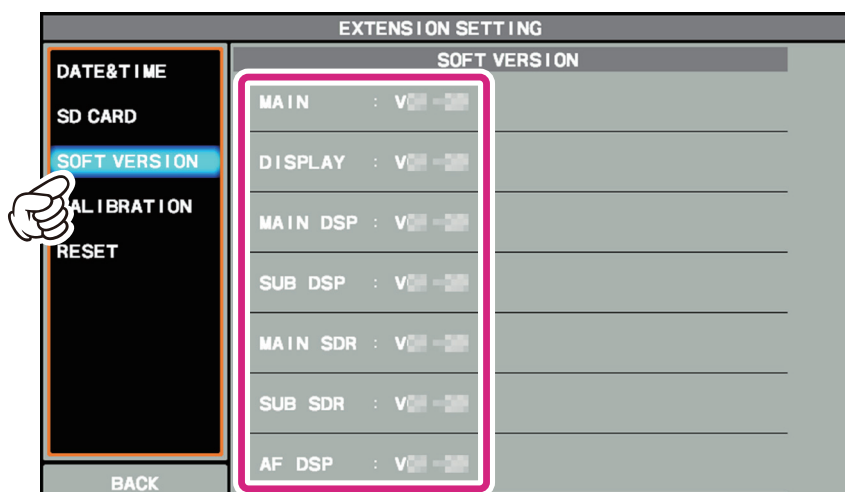 EXTENSION SETTING
DATE&TIME
SD CARD
SOFT VERSION
ALIBRATION
RESET
BACK
SOFT VERSION
MAIN : V
DISPLAY : V
MAIN DSP : V
SUB DSP : V
MAIN SDR : V
SUB SDR : V
AF DSP : V